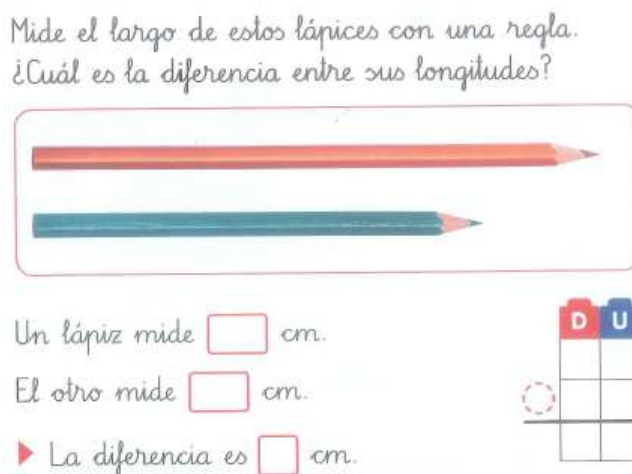 Mide el largo de estos lápices con una regla.
¿Cuál es la diferencia entre sus longitudes?
Un lápiz mide cm.
El otro mide cm.
La diferencia es cm.
D U